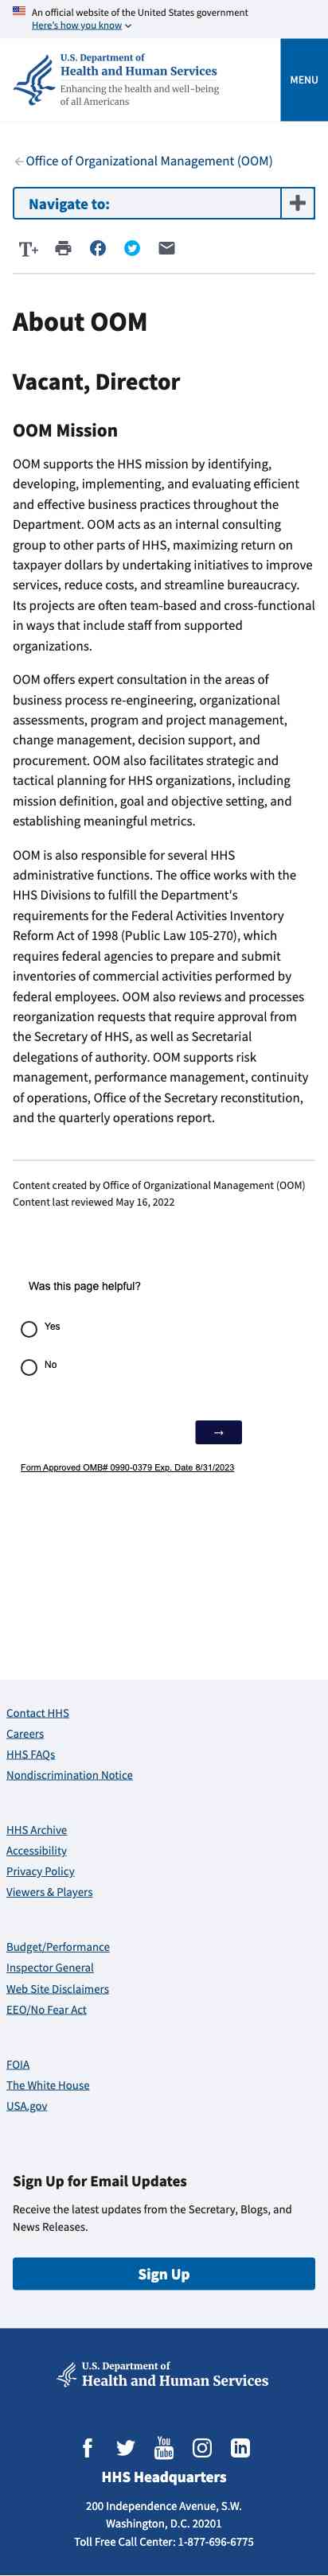 An official website of the United States government
Here's how you know
U.S. Department of
Health and Human Services
Enhancing the health and well-being
of all Americans
MENU
Office of Organizational Management (OOM)
Navigate to:
T+
About OOM
Vacant, Director
OOM Mission
OOM supports the HHS mission by identifying,
developing, implementing, and evaluating efficient
and effective business practices throughout the
Department. OOM acts as an internal consulting
group to other parts of HHS, maximizing return on
taxpayer dollars by undertaking initiatives to improve
services, reduce costs, and streamline bureaucracy.
Its projects are often team-based and cross-functional
in ways that include staff from supported
organizations.
OOM offers expert consultation in the areas of
business process re-engineering, organizational
assessments, program and project management,
change management, decision support, and
procurement. OOM also facilitates strategic and
tactical planning for HHS organizations, including
mission definition, goal and objective setting, and
establishing meaningful metrics.
OOM is also responsible for several HHS
administrative functions. The office works with the
HHS Divisions to fulfill the Department's
requirements for the Federal Activities Inventory
Reform Act of 1998 (Public Law 105-270), which
requires federal agencies to prepare and submit
inventories of commercial activities performed by
federal employees. OOM also reviews and processes
reorganization requests that require approval from
the Secretary of HHS, as well as Secretarial
delegations of authority. OOM supports risk
management, performance management, continuity
of operations, Office of the Secretary reconstitution,
and the quarterly operations report.
Content created by Office of Organizational Management (OOM)
Content last reviewed May 16, 2022
Was this page helpful?
Yes
No
→
Form Approved OMB# 0990-0379 Exp. Date 8/31/2023
Contact HHS
Careers
HHS FAQs
Nondiscrimination Notice
HHS Archive
Accessibility
Privacy Policy
Viewers & Players
Budget/Performance
Inspector General
Web Site Disclaimers
EEO/No Fear Act
FOIA
The White House
USA.gov
Sign Up for Email Updates
Receive the latest updates from the Secretary, Blogs, and
News Releases.
Sign Up
U.S. Department of
Health and Human Services
You
Tube
in
HHS Headquarters
200 Independence Avenue, S.W.
Washington, D.C. 20201
Toll Free Call Center: 1-877-696-6775